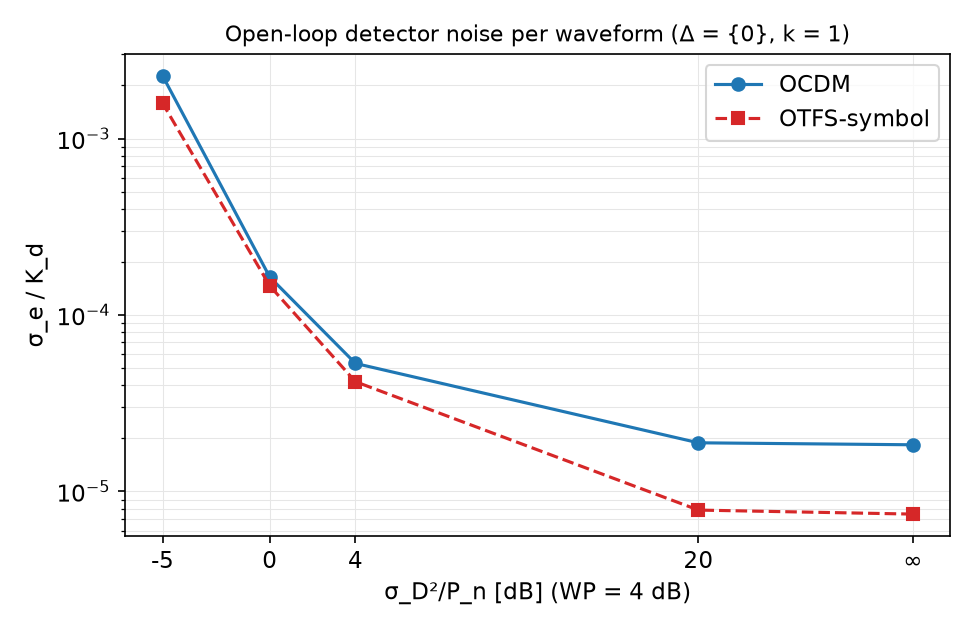 Open-loop detector noise per waveform (Δ = {0}, k = 1)
OCDM
OTFS-symbol
10⁻³
10⁻⁴
10⁻⁵
σ_e / K_d
-5 0 4 20 ∞
σ_D²/P_n [dB] (WP = 4 dB)